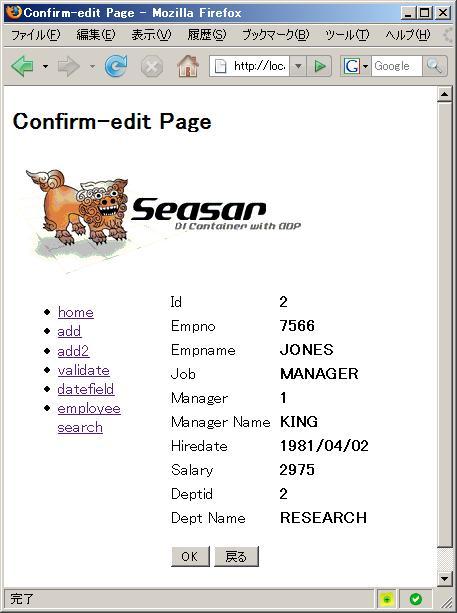 Confirm-edit Page - Mozilla Firefox
ファイル(F) 編集(E) 表示(V) 履歴(S) ブックマーク(B) ツール(T) ヘルプ(H)
http://loc. Google
Confirm-edit Page
Seasar
DI Container with AOP
home
add
add2
validate
datefield
employee
search
Id 2
Empno 7566
Empname JONES
Job MANAGER
Manager 1
Manager Name KING
Hiredate 1981/04/02
Salary 2975
Deptid 2
Dept Name RESEARCH
OK 戻る
完了